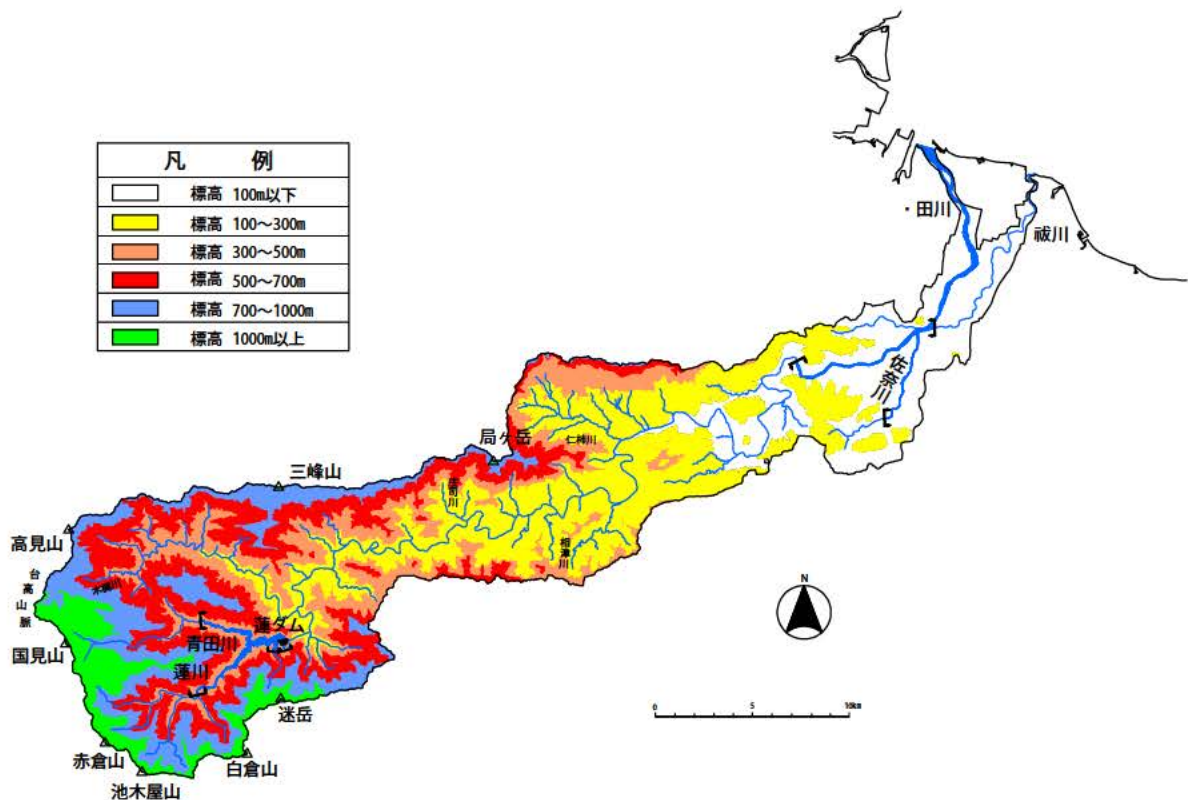 凡 例
標高 100m以下
標高 100～300m
標高 300～500m
標高 500～700m
標高 700～1000m
標高 1000m以上
・田川
祓川
佐奈川
局ヶ岳
仁柿川
三峰山
高見山
相津川
台高山脈
N
蓮ダム
青田川
国見山
蓮川
0 5 10km
迷岳
赤倉山
白倉山
池木屋山